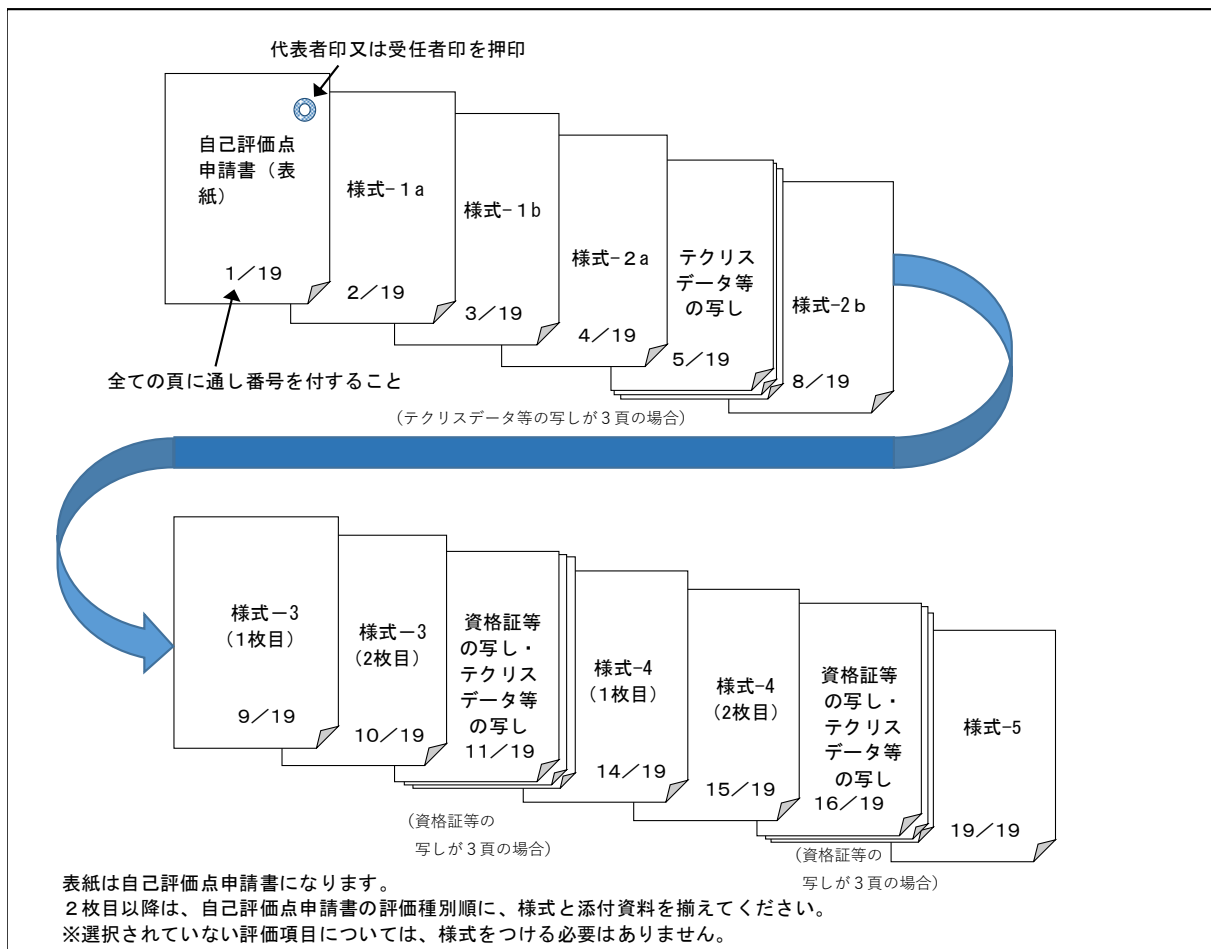 代表者印又は受任者印を押印
自己評価点
申請書（表
紙）
1／19
様式-１a
2／19
様式-１b
3／19
様式-２a
4／19
テクリス
データ等
の写し
5／19
様式-2ｂ
8／19
全ての頁に通し番号を付すること
（テクリスデータ等の写しが３頁の場合）
様式－3
（1枚目）
9／19
様式－3
（2枚目）
10／19
資格証等
の写し・
テクリス
データ等
の写し
11／19
（資格証等の
写しが３頁の場合）
様式-4
（1枚目）
14／19
様式-4
（2枚目）
15／19
資格証等
の写し・
テクリス
データ等
の写し
16／19
（資格証等の
写しが３頁の場合）
様式-5
19／19
表紙は自己評価点申請書になります。
２枚目以降は、自己評価点申請書の評価種別順に、様式と添付資料を揃えてください。
※選択されていない評価項目については、様式をつける必要はありません。